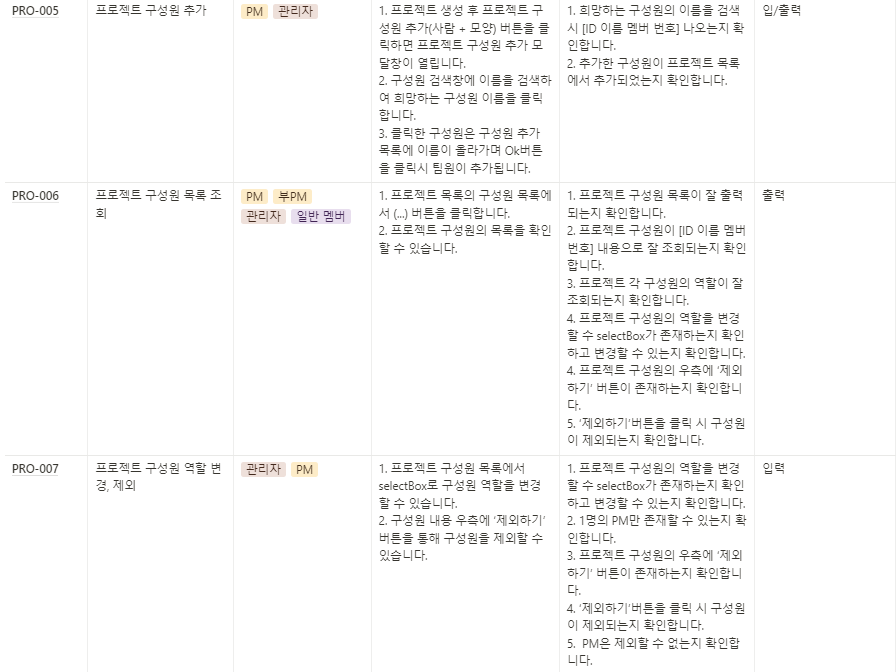 PRO-005
프로젝트 구성원 추가
PM 관리자
1. 프로젝트 생성 후 프로젝트 구
성원 추가(사람 + 모양) 버튼을 클
릭하면 프로젝트 구성원 추가 모
달창이 열립니다.
2. 구성원 검색창에 이름을 검색하
여 희망하는 구성원 이름을 클릭
합니다.
3. 클릭한 구성원은 구성원 추가
목록에 이름이 올라가며 Ok버튼
을 클릭시 팀원이 추가됩니다.
1. 희망하는 구성원의 이름을 검색
시 [ID 이름 멤버 번호] 나오는지 확
인합니다.
2. 추가한 구성원이 프로젝트 목록
에서 추가되었는지 확인합니다.
입/출력
PRO-006
프로젝트 구성원 목록 조
회
PM 부PM
관리자 일반 멤버
1. 프로젝트 목록의 구성원 목록에
서 (...) 버튼을 클릭합니다.
2. 프로젝트 구성원의 목록을 확인
할 수 있습니다.
1. 프로젝트 구성원 목록이 잘 출력
되는지 확인합니다.
2. 프로젝트 구성원이 [ID 이름 멤버
번호] 내용으로 잘 조회되는지 확인
합니다.
3. 프로젝트 각 구성원의 역할이 잘
조회되는지 확인합니다.
4. 프로젝트 구성원의 역할을 변경
할 수 selectBox가 존재하는지 확인
하고 변경할 수 있는지 확인합니다.
4. 프로젝트 구성원의 우측에 ‘제외
하기’ 버튼이 존재하는지 확인합니
다.
5. ‘제외하기’버튼을 클릭 시 구성원
이 제외되는지 확인합니다.
출력
PRO-007
프로젝트 구성원 역할 변
경, 제외
관리자 PM
1. 프로젝트 구성원 목록에서
selectBox로 구성원 역할을 변경
할 수 있습니다.
2. 구성원 내용 우측에 ‘제외하기’
버튼을 통해 구성원을 제외할 수
있습니다.
1. 프로젝트 구성원의 역할을 변경
할 수 selectBox가 존재하는지 확인
하고 변경할 수 있는지 확인합니다.
2. 1명의 PM만 존재할 수 있는지 확
인합니다.
3. 프로젝트 구성원의 우측에 ‘제외
하기’ 버튼이 존재하는지 확인합니
다.
4. ‘제외하기’버튼을 클릭 시 구성원
이 제외되는지 확인합니다.
5. PM은 제외할 수 없는지 확인합
니다.
입력